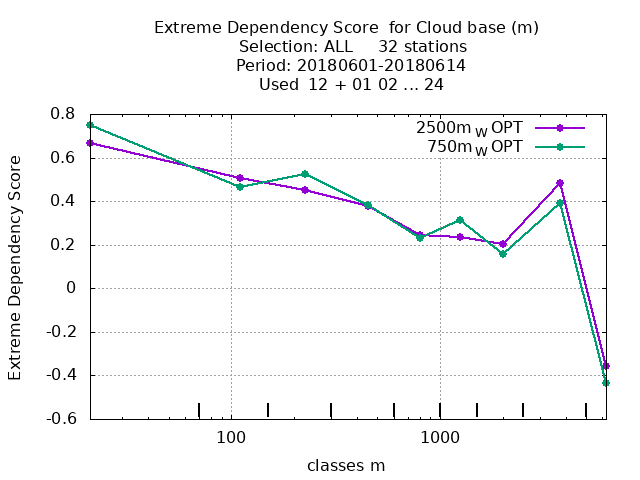 Extreme Dependency Score  for Cloud base (m)
Selection: ALL     32 stations
Period: 20180601-20180614
Used  12 + 01 02 ... 24
2500m_W OPT
750m_W OPT
0.8
0.6
0.4
0.2
0
-0.2
-0.4
-0.6
Extreme Dependency Score
100
1000
classes m